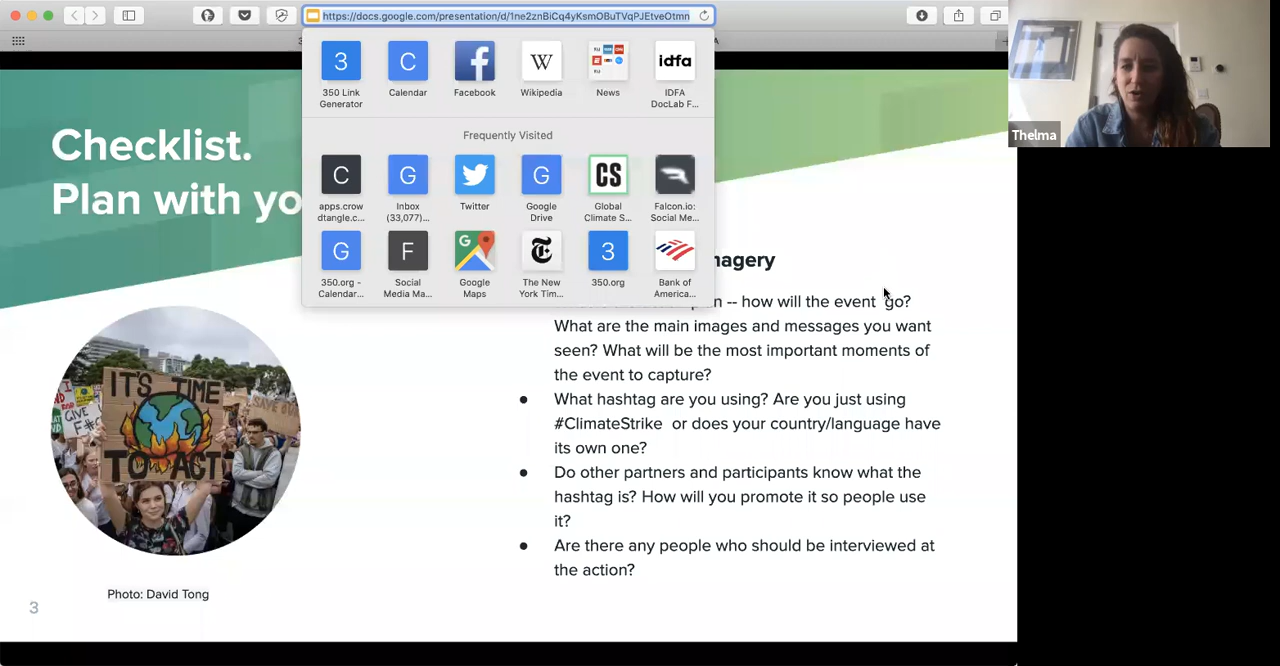 https://docs.google.com/presentation/d/1ne2znBiCq4yKsmOBuTVqPJEtveOtmn
3
C
f
W
idfa
350 Link
Generator
Calendar
Facebook
Wikipedia
News
IDFA
DocLab F...
Frequently Visited
C
G
G
CS
apps.crow
dtangle.c...
Inbox
(33,077)...
Twitter
Google
Drive
Global
Climate S...
Falcon.io:
Social Me...
G
F
G
T
3
350.org -
Calendar...
Social
Media Ma...
Google
Maps
The New
York Tim...
350.org
Bank of
America...
Thelma
Checklist.
Plan with yo
magery
n -- how will the event go?
What are the main images and messages you want
seen? What will be the most important moments of
the event to capture?
● What hashtag are you using? Are you just using
#ClimateStrike or does your country/language have
its own one?
● Do other partners and participants know what the
hashtag is? How will you promote it so people use
it?
● Are there any people who should be interviewed at
the action?
IT'S TIME
TO ACT
GIVE
Photo: David Tong
3